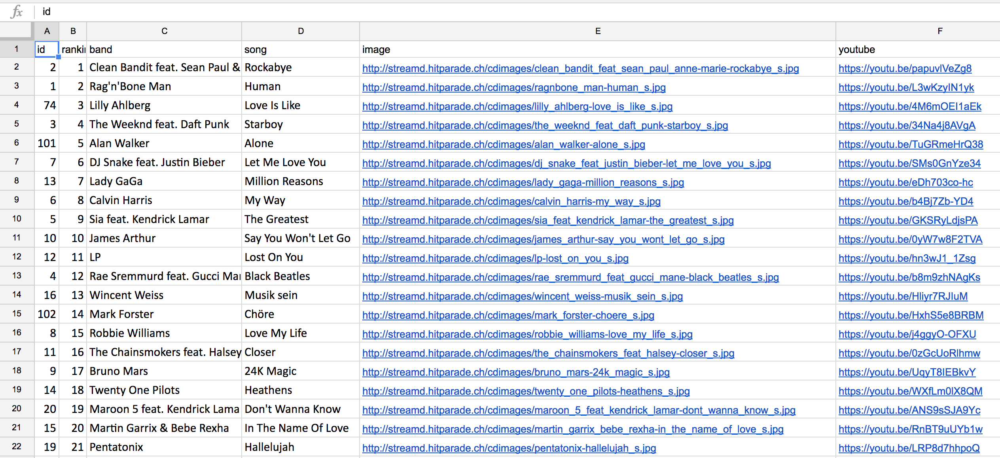 fx id
A B C D E F
1 id rankin band song image youtube
2 2 1 Clean Bandit feat. Sean Paul & Rockabye http://streamd.hitparade.ch/cdimages/clean_bandit_feat_sean_paul_anne-marie-rockabye_s.jpg https://youtu.be/papuvlVeZg8
3 1 2 Rag'n'Bone Man Human http://streamd.hitparade.ch/cdimages/ragnbone_man-human_s.jpg https://youtu.be/L3wKzyIN1yk
4 74 3 Lilly Ahlberg Love Is Like http://streamd.hitparade.ch/cdimages/lilly_ahlberg-love_is_like_s.jpg https://youtu.be/4M6mOEI1aEk
5 3 4 The Weeknd feat. Daft Punk Starboy http://streamd.hitparade.ch/cdimages/the_weeknd_feat_daft_punk-starboy_s.jpg https://youtu.be/34Na4j8AVgA
6 101 5 Alan Walker Alone http://streamd.hitparade.ch/cdimages/alan_walker-alone_s.jpg https://youtu.be/TuGRmeHrQ38
7 7 6 DJ Snake feat. Justin Bieber Let Me Love You http://streamd.hitparade.ch/cdimages/dj_snake_feat_justin_bieber-let_me_love_you_s.jpg https://youtu.be/SMs0GnYze34
8 13 7 Lady GaGa Million Reasons http://streamd.hitparade.ch/cdimages/lady_gaga-million_reasons_s.jpg https://youtu.be/eDh703co-hc
9 6 8 Calvin Harris My Way http://streamd.hitparade.ch/cdimages/calvin_harris-my_way_s.jpg https://youtu.be/b4Bj7Zb-YD4
10 5 9 Sia feat. Kendrick Lamar The Greatest http://streamd.hitparade.ch/cdimages/sia_feat_kendrick_lamar-the_greatest_s.jpg https://youtu.be/GKSRyLdjsPA
11 10 10 James Arthur Say You Won't Let Go http://streamd.hitparade.ch/cdimages/james_arthur-say_you_wont_let_go_s.jpg https://youtu.be/0yW7w8F2TVA
12 12 11 LP Lost On You http://streamd.hitparade.ch/cdimages/lp-lost_on_you_s.jpg https://youtu.be/hn3wJ1_1Zsg
13 4 12 Rae Sremmurd feat. Gucci Mai Black Beatles http://streamd.hitparade.ch/cdimages/rae_sremmurd_feat_gucci_mane-black_beatles_s.jpg https://youtu.be/b8m9zhNAgKs
14 16 13 Wincent Weiss Musik sein http://streamd.hitparade.ch/cdimages/wincent_weiss-musik_sein_s.jpg https://youtu.be/Hliyr7RJIuM
15 102 14 Mark Forster Chöre http://streamd.hitparade.ch/cdimages/mark_forster-choere_s.jpg https://youtu.be/HxhS5e8BRBM
16 8 15 Robbie Williams Love My Life http://streamd.hitparade.ch/cdimages/robbie_williams-love_my_life_s.jpg https://youtu.be/j4ggyO-OFXU
17 11 16 The Chainsmokers feat. Halsey Closer http://streamd.hitparade.ch/cdimages/the_chainsmokers_feat_halsey-closer_s.jpg https://youtu.be/0zGcUoRlhmw
18 9 17 Bruno Mars 24K Magic http://streamd.hitparade.ch/cdimages/bruno_mars-24k_magic_s.jpg https://youtu.be/UqyT8IEBkvY
19 14 18 Twenty One Pilots Heathens http://streamd.hitparade.ch/cdimages/twenty_one_pilots-heathens_s.jpg https://youtu.be/WXfLm0lX8QM
20 20 19 Maroon 5 feat. Kendrick Lama Don't Wanna Know http://streamd.hitparade.ch/cdimages/maroon_5_feat_kendrick_lamar-dont_wanna_know_s.jpg https://youtu.be/ANS9sSJA9Yc
21 15 20 Martin Garrix & Bebe Rexha In The Name Of Love http://streamd.hitparade.ch/cdimages/martin_garrix_bebe_rexha-in_the_name_of_love_s.jpg https://youtu.be/RnBT9uUYb1w
22 19 21 Pentatonix Hallelujah http://streamd.hitparade.ch/cdimages/pentatonix-hallelujah_s.jpg https://youtu.be/LRP8d7hhpoQ